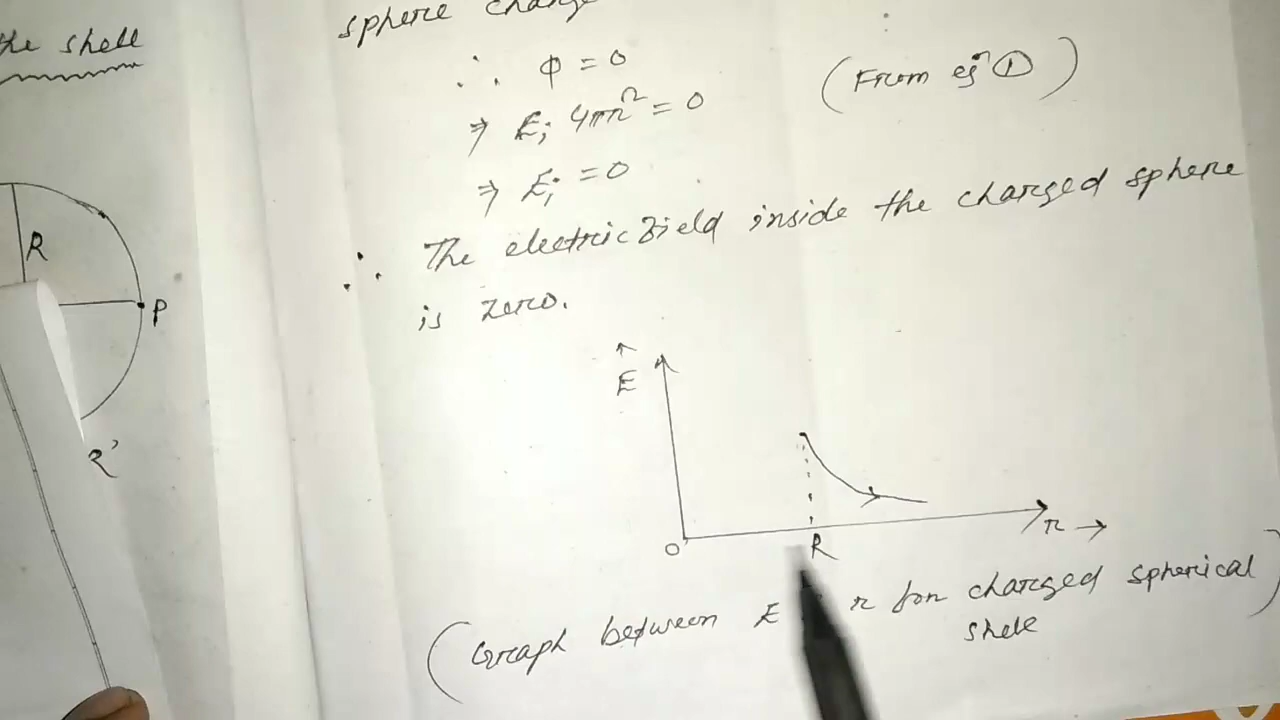 the shell
R
P
R'
sphere
∴ φ = 0 (From eqⁿ ①)
⇒ Ei 4πr² = 0
⇒ Ei = 0
∴ The electric field inside the charged sphere
is zero.
↑
E
O R r →
(Graph between E r for charged spherical
shell)